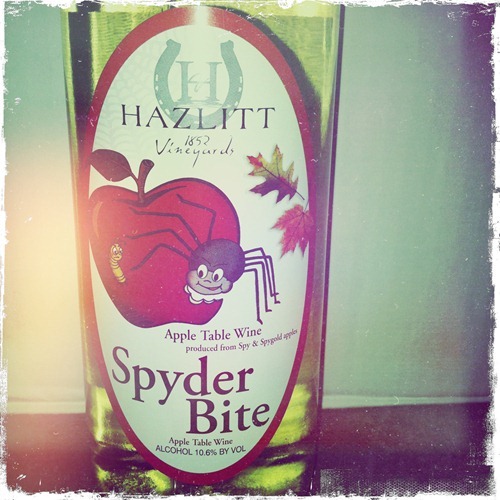 H
HAZLITT
1852
Vineyards
Apple Table Wine
produced from Spy & Spygold apples
Spyder
Bite
Apple Table Wine
ALCOHOL 10.6% BY VOL